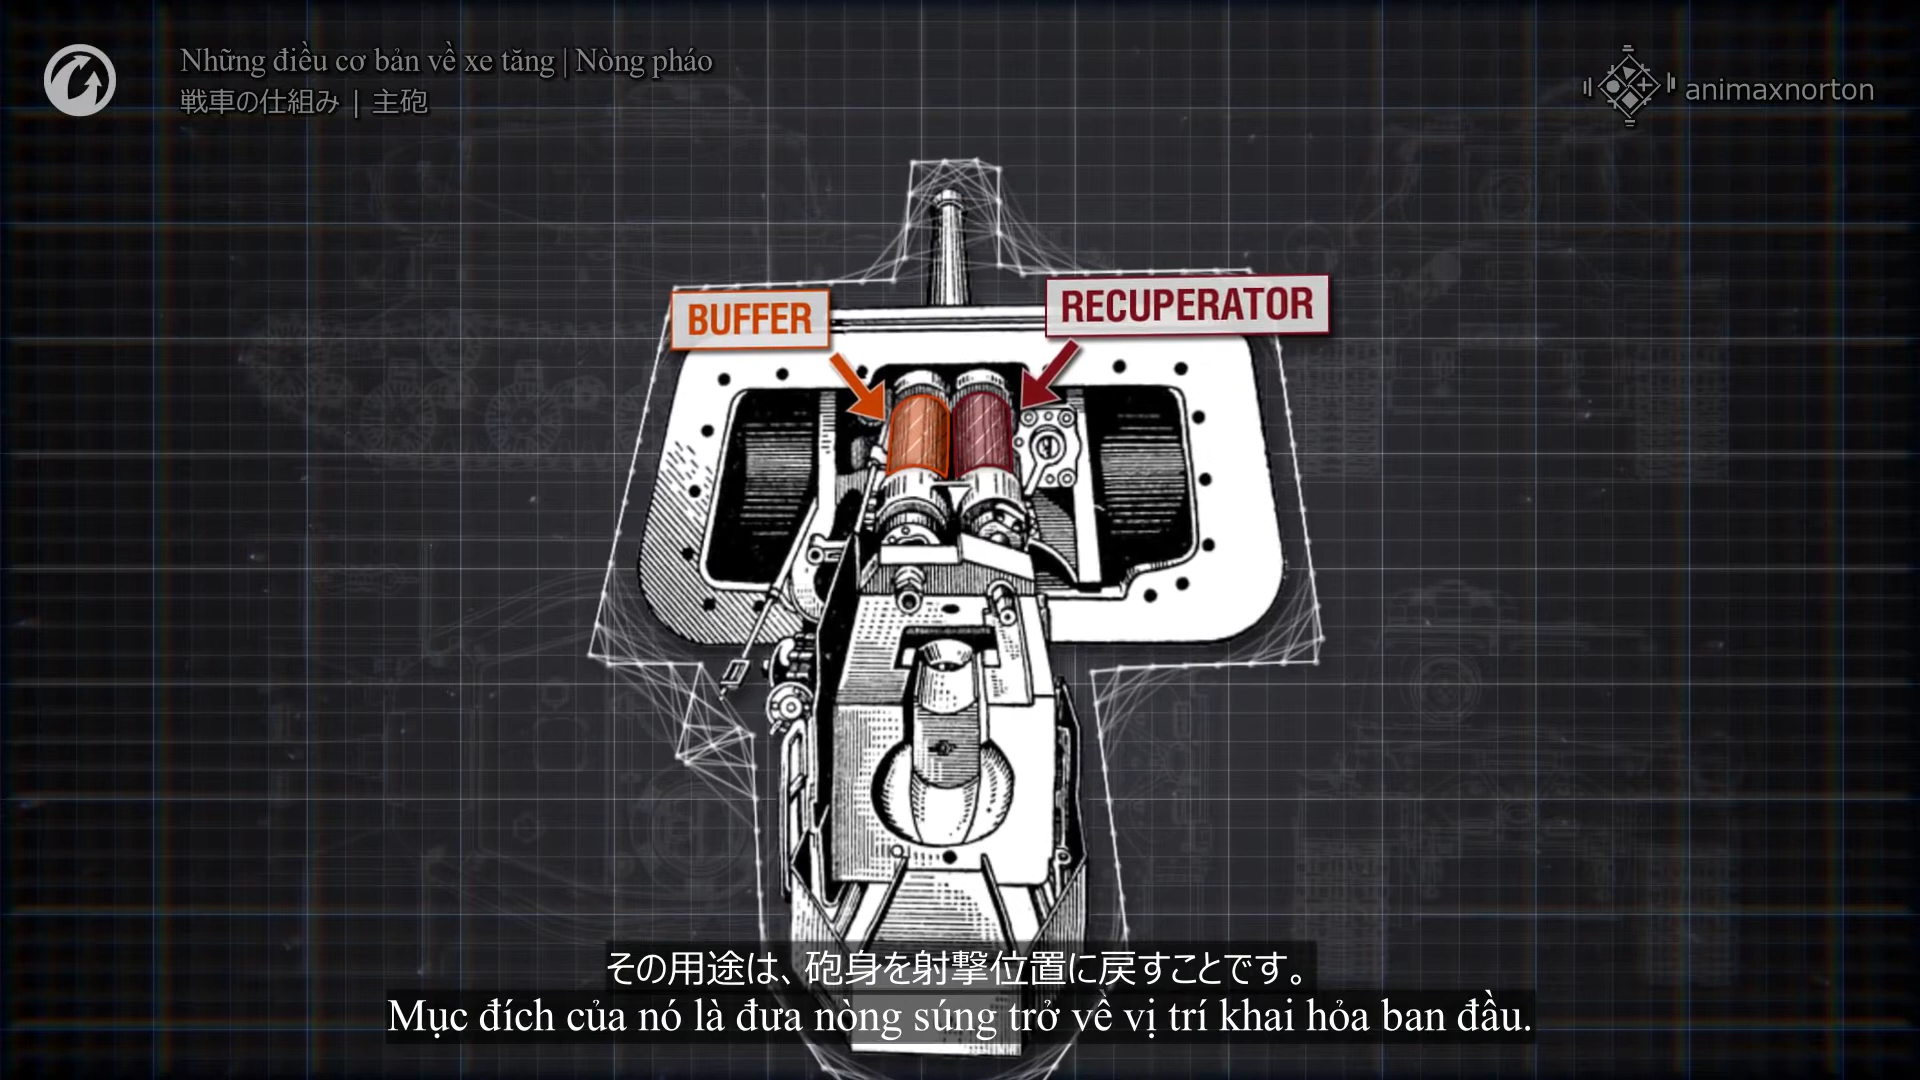 Những điều cơ bản về xe tăng | Nòng pháo
戦車の仕組み | 主砲
animaxnorton
BUFFER
RECUPERATOR
その用途は、砲身を射撃位置に戻すことです。
Mục đích của nó là đưa nòng súng trở về vị trí khai hỏa ban đầu.